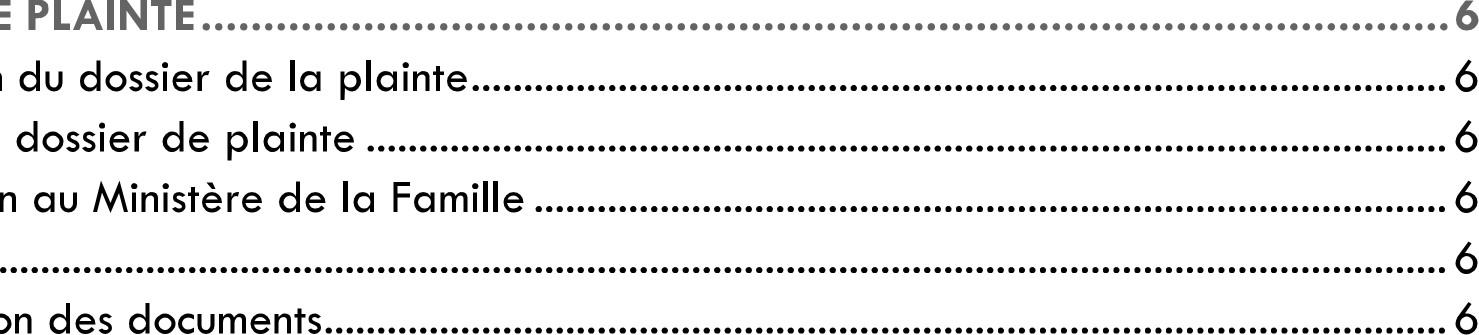 E PLAINTE 6
du dossier de la plainte 6
dossier de plainte 6
au Ministère de la Famille 6
6
des documents 6